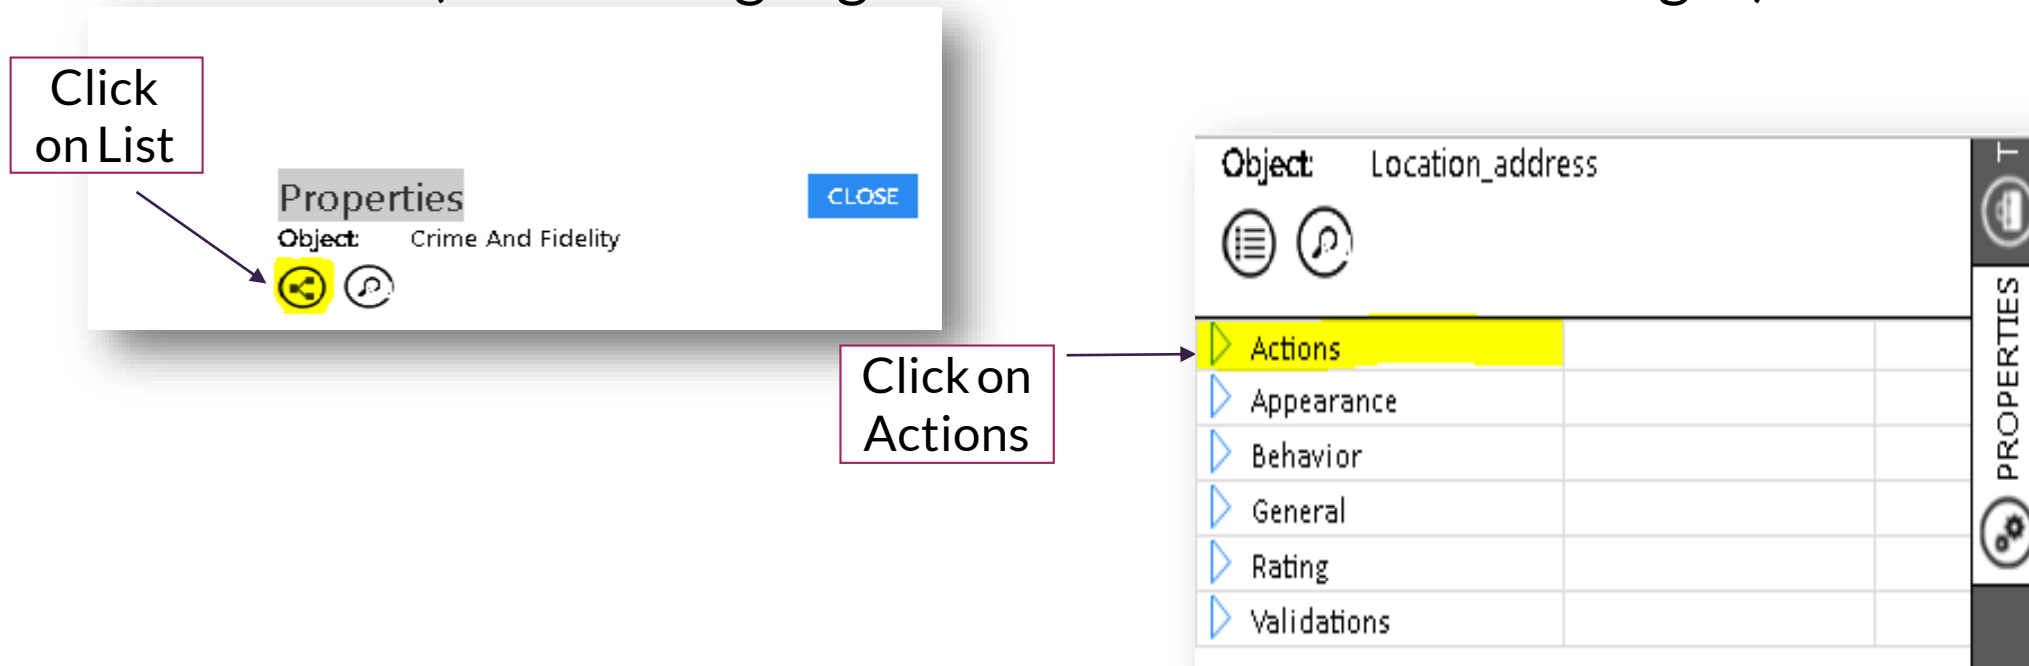 Click
on List
Properties
CLOSE
Object: Crime And Fidelity
Click on
Actions
Object: Location_address
Actions
Appearance
Behavior
General
Rating
Validations
PROPERTIES